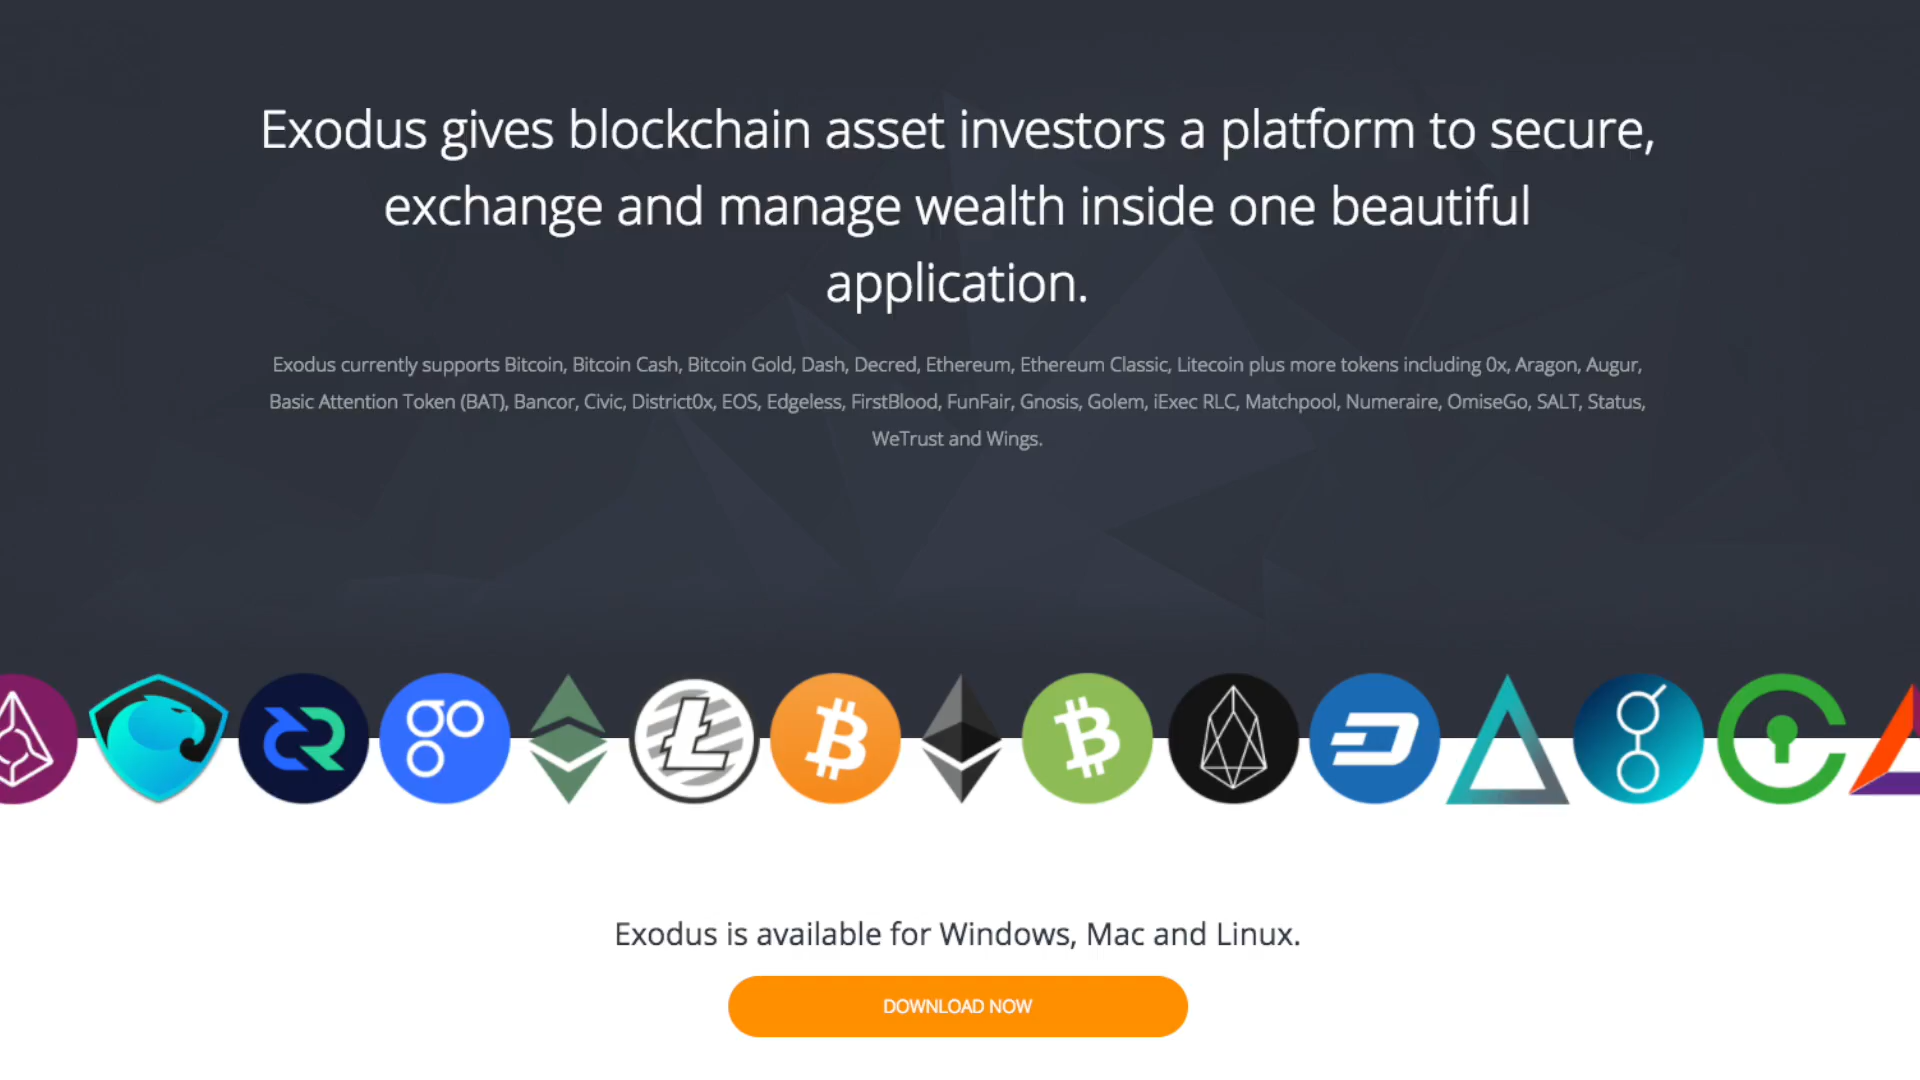 Exodus gives blockchain asset investors a platform to secure,
exchange and manage wealth inside one beautiful
application.
Exodus currently supports Bitcoin, Bitcoin Cash, Bitcoin Gold, Dash, Decred, Ethereum, Ethereum Classic, Litecoin plus more tokens including 0x, Aragon, Augur,
Basic Attention Token (BAT), Bancor, Civic, District0x, EOS, Edgeless, FirstBlood, FunFair, Gnosis, Golem, iExec RLC, Matchpool, Numeraire, OmiseGo, SALT, Status,
WeTrust and Wings.
Exodus is available for Windows, Mac and Linux.
DOWNLOAD NOW